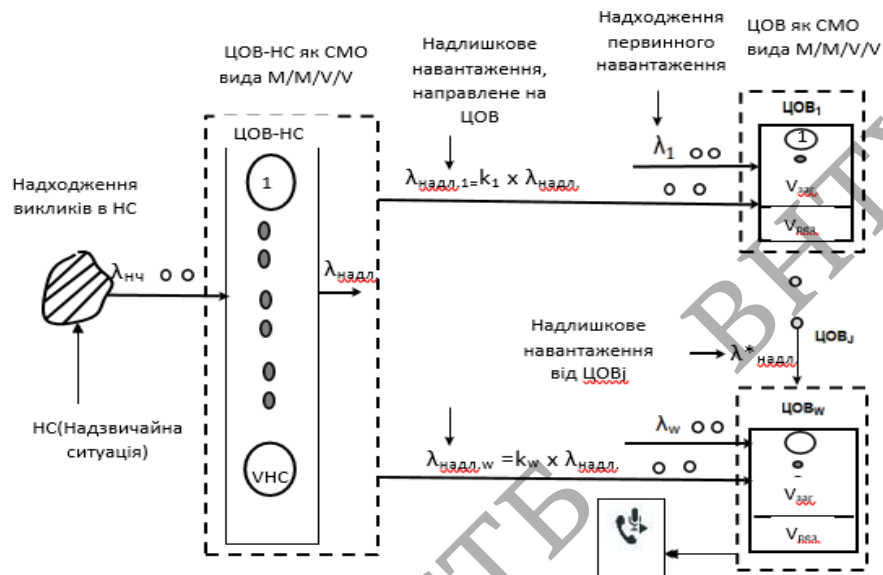 ЦОВ-НС як СМО
вида M/M/V/V
Надлишкове
навантаження,
направлене на
ЦОВ
Надходження
первинного
навантаження
ЦОВ як СМО
вида M/M/V/V
ЦОВ-НС
ЦОВ₁
1
λ₁
1
λнадл.1=k₁ x λнадл.
Vзаг.
Vрез.
Надходження
викликів в НС
λнч
λнадл.
Надлишкове
навантаження
від ЦОВj
λ*надл.
ЦОВJ
ЦОВW
НС(Надзвичайна
ситуація)
VНС
λw
λнадл.w =kw x λнадл.
Vзаг.
Vрез.